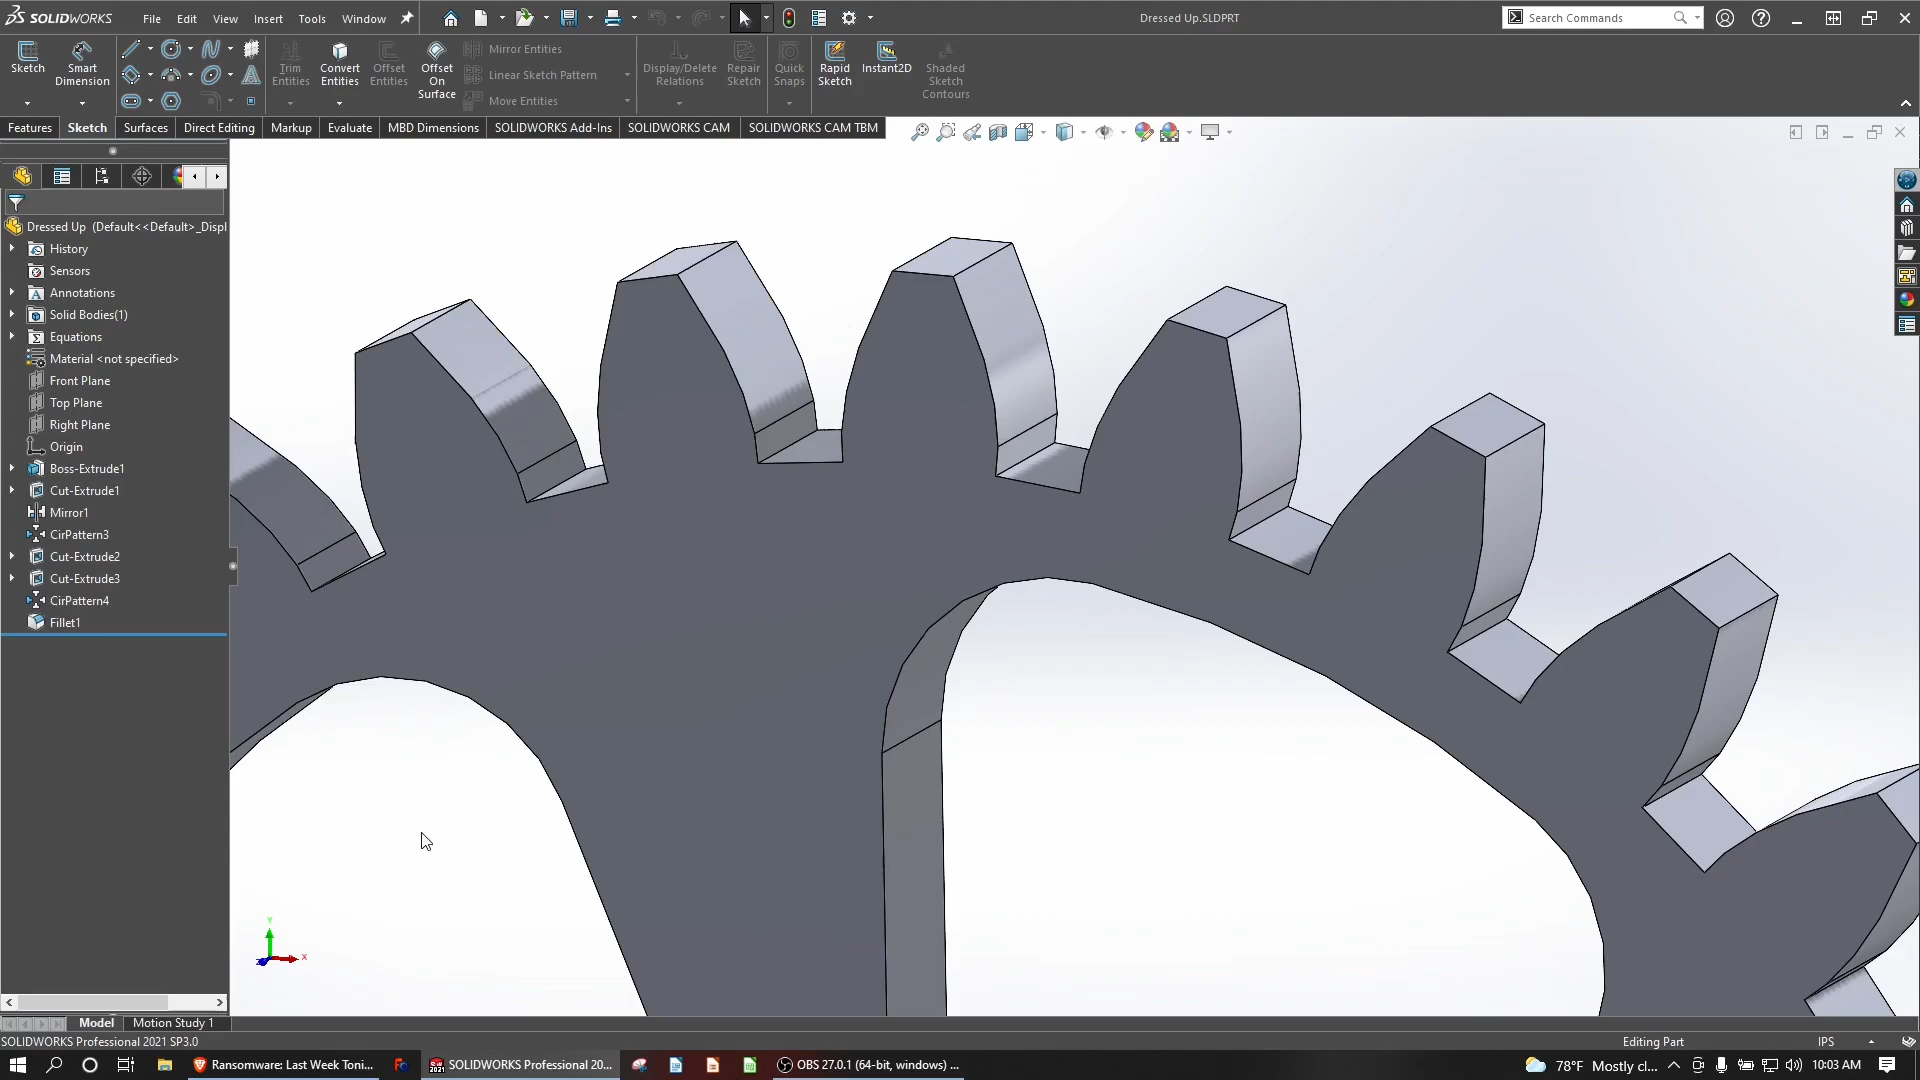 SOLIDWORKS
File Edit View Insert Tools Window
Dressed Up.SLDPRT
Search Commands
Sketch
Smart Dimension
Trim Entities
Convert Entities
Offset Entities
Offset On Surface
Mirror Entities
Linear Sketch Pattern
Move Entities
Display/Delete Relations
Repair Sketch
Quick Snaps
Rapid Sketch
Instant2D
Shaded Sketch Contours
Features Sketch Surfaces Direct Editing Markup Evaluate MBD Dimensions SOLIDWORKS Add-Ins SOLIDWORKS CAM SOLIDWORKS CAM TBM
Dressed Up (Default<<Default>_Displ
History
Sensors
Annotations
Solid Bodies(1)
Equations
Material <not specified>
Front Plane
Top Plane
Right Plane
Origin
Boss-Extrude1
Cut-Extrude1
Mirror1
CirPattern3
Cut-Extrude2
Cut-Extrude3
CirPattern4
Fillet1
Y
X
Z
Model Motion Study 1
SOLIDWORKS Professional 2021 SP3.0
Editing Part
IPS
Ransomware: Last Week Toni...
SOLIDWORKS Professional 20...
OBS 27.0.1 (64-bit, windows) ...
78°F Mostly cl...
10:03 AM